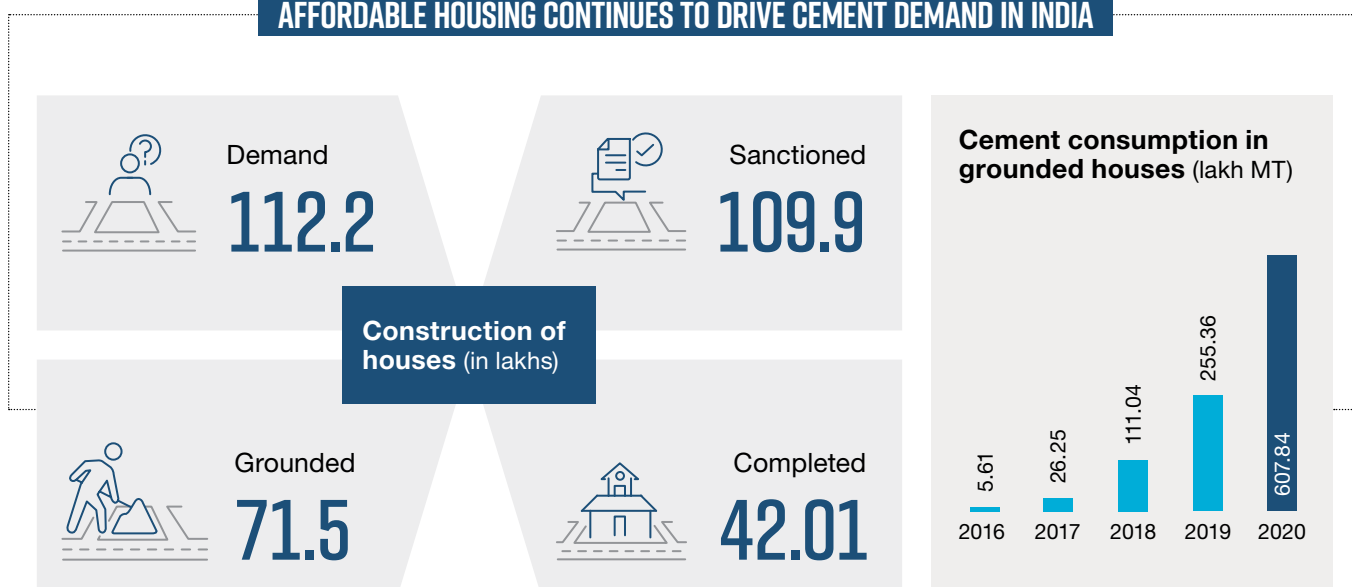 AFFORDABLE HOUSING CONTINUES TO DRIVE CEMENT DEMAND IN INDIA
Demand
112.2
Sanctioned
109.9
Construction of
houses (in lakhs)
Grounded
71.5
Completed
42.01
Cement consumption in
grounded houses (lakh MT)
5.61
26.25
111.04
255.36
607.84
2016
2017
2018
2019
2020